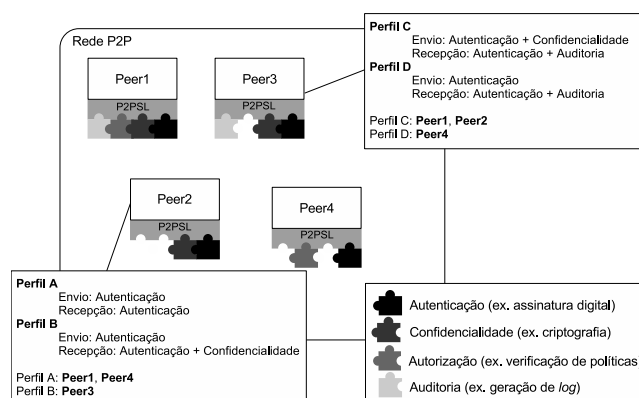 Rede P2P
Perfil C
Envio: Autenticação + Confidencialidade
Recepção: Autenticação + Auditoria
Perfil D
Envio: Autenticação
Recepção: Autenticação + Auditoria
Perfil C: Peer1, Peer2
Perfil D: Peer4
Peer1
P2PSL
Peer3
P2PSL
Peer2
P2PSL
Peer4
P2PSL
Perfil A
Envio: Autenticação
Recepção: Autenticação
Perfil B
Envio: Autenticação
Recepção: Autenticação + Confidencialidade
Perfil A: Peer1, Peer4
Perfil B: Peer3
Autenticação (ex. assinatura digital)
Confidencialidade (ex. criptografia)
Autorização (ex. verificação de políticas
Auditoria (ex. geração de log)